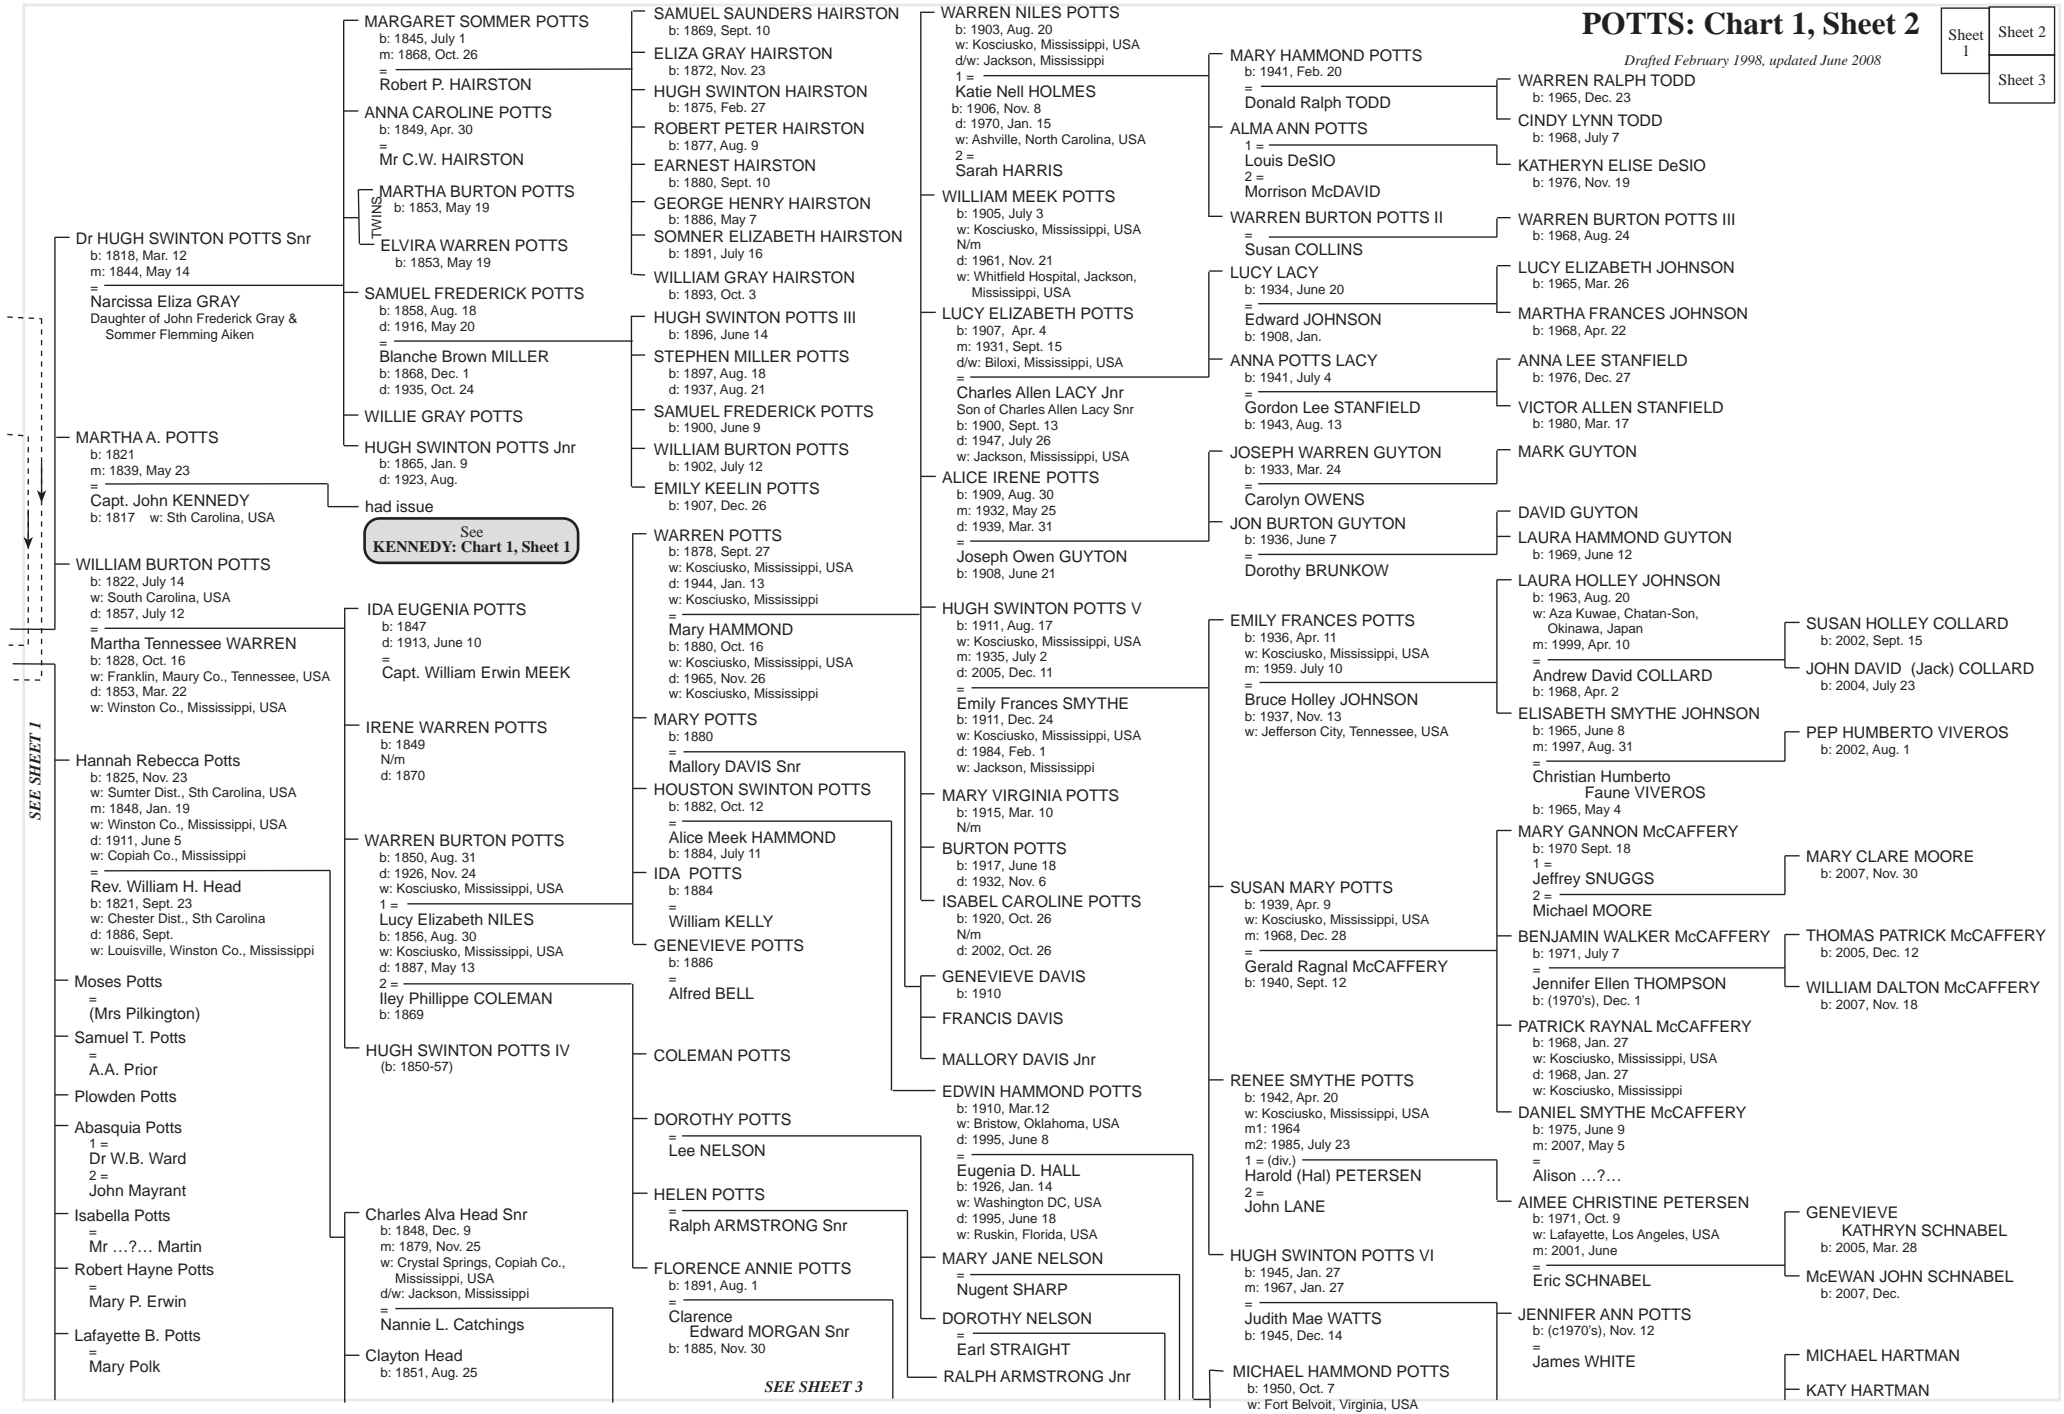 POTTS: Chart 1, Sheet 2
Drafted February 1998, updated June 2008
Sheet
1
Sheet 2
Sheet 3
Dr HUGH SWINTON POTTS Snr
b: 1818, Mar. 12
m: 1844, May 14
=
Narcissa Eliza GRAY
Daughter of John Frederick Gray &
Sommer Flemming Aiken
MARTHA A. POTTS
b: 1821
m: 1839, May 23
=
Capt. John KENNEDY
b: 1817 w: Sth Carolina, USA
WILLIAM BURTON POTTS
b: 1822, July 14
w: South Carolina, USA
d: 1857, July 12
=
Martha Tennessee WARREN
b: 1828, Oct. 16
w: Franklin, Maury Co., Tennessee, USA
d: 1853, Mar. 22
w: Winston Co., Mississippi, USA
SEE SHEET 1
Hannah Rebecca Potts
b: 1825, Nov. 23
w: Sumter Dist., Sth Carolina, USA
m: 1848, Jan. 19
w: Winston Co., Mississippi, USA
d: 1911, June 5
w: Copiah Co., Mississippi
=
Rev. William H. Head
b: 1821, Sept. 23
w: Chester Dist., Sth Carolina
d: 1886, Sept.
w: Louisville, Winston Co., Mississippi
Moses Potts
=
(Mrs Pilkington)
Samuel T. Potts
=
A.A. Prior
Plowden Potts
Abasquia Potts
1 =
Dr W.B. Ward
2 =
John Mayrant
Isabella Potts
=
Mr …?… Martin
Robert Hayne Potts
=
Mary P. Erwin
Lafayette B. Potts
=
Mary Polk
MARGARET SOMMER POTTS
b: 1845, July 1
m: 1868, Oct. 26
=
Robert P. HAIRSTON
ANNA CAROLINE POTTS
b: 1849, Apr. 30
=
Mr C.W. HAIRSTON
TWINS
MARTHA BURTON POTTS
b: 1853, May 19
ELVIRA WARREN POTTS
b: 1853, May 19
SAMUEL FREDERICK POTTS
b: 1858, Aug. 18
d: 1916, May 20
=
Blanche Brown MILLER
b: 1868, Dec. 1
d: 1935, Oct. 24
WILLIE GRAY POTTS
HUGH SWINTON POTTS Jnr
b: 1865, Jan. 9
d: 1923, Aug.
had issue
See
KENNEDY: Chart 1, Sheet 1
IDA EUGENIA POTTS
b: 1847
d: 1913, June 10
=
Capt. William Erwin MEEK
IRENE WARREN POTTS
b: 1849
N/m
d: 1870
WARREN BURTON POTTS
b: 1850, Aug. 31
d: 1926, Nov. 24
w: Kosciusko, Mississippi, USA
1 =
Lucy Elizabeth NILES
b: 1856, Aug. 30
w: Kosciusko, Mississippi, USA
d: 1887, May 13
2 =
Iley Phillippe COLEMAN
b: 1869
HUGH SWINTON POTTS IV
(b: 1850-57)
Charles Alva Head Snr
b: 1848, Dec. 9
m: 1879, Nov. 25
w: Crystal Springs, Copiah Co.,
Mississippi, USA
d/w: Jackson, Mississippi
=
Nannie L. Catchings
Clayton Head
b: 1851, Aug. 25
SAMUEL SAUNDERS HAIRSTON
b: 1869, Sept. 10
ELIZA GRAY HAIRSTON
b: 1872, Nov. 23
HUGH SWINTON HAIRSTON
b: 1875, Feb. 27
ROBERT PETER HAIRSTON
b: 1877, Aug. 9
EARNEST HAIRSTON
b: 1880, Sept. 10
GEORGE HENRY HAIRSTON
b: 1886, May 7
SOMNER ELIZABETH HAIRSTON
b: 1891, July 16
WILLIAM GRAY HAIRSTON
b: 1893, Oct. 3
HUGH SWINTON POTTS III
b: 1896, June 14
STEPHEN MILLER POTTS
b: 1897, Aug. 18
d: 1937, Aug. 21
SAMUEL FREDERICK POTTS
b: 1900, June 9
WILLIAM BURTON POTTS
b: 1902, July 12
EMILY KEELIN POTTS
b: 1907, Dec. 26
WARREN POTTS
b: 1878, Sept. 27
w: Kosciusko, Mississippi, USA
d: 1944, Jan. 13
w: Kosciusko, Mississippi
=
Mary HAMMOND
b: 1880, Oct. 16
w: Kosciusko, Mississippi, USA
d: 1965, Nov. 26
w: Kosciusko, Mississippi
MARY POTTS
b: 1880
=
Mallory DAVIS Snr
HOUSTON SWINTON POTTS
b: 1882, Oct. 12
=
Alice Meek HAMMOND
b: 1884, July 11
IDA POTTS
b: 1884
=
William KELLY
GENEVIEVE POTTS
b: 1886
=
Alfred BELL
COLEMAN POTTS
DOROTHY POTTS
=
Lee NELSON
HELEN POTTS
=
Ralph ARMSTRONG Snr
FLORENCE ANNIE POTTS
b: 1891, Aug. 1
=
Clarence
Edward MORGAN Snr
b: 1885, Nov. 30
SEE SHEET 3
WARREN NILES POTTS
b: 1903, Aug. 20
w: Kosciusko, Mississippi, USA
d/w: Jackson, Mississippi
1 =
Katie Nell HOLMES
b: 1906, Nov. 8
d: 1970, Jan. 15
w: Ashville, North Carolina, USA
2 =
Sarah HARRIS
WILLIAM MEEK POTTS
b: 1905, July 3
w: Kosciusko, Mississippi, USA
N/m
d: 1961, Nov. 21
w: Whitfield Hospital, Jackson,
Mississippi, USA
LUCY ELIZABETH POTTS
b: 1907, Apr. 4
m: 1931, Sept. 15
d/w: Biloxi, Mississippi, USA
=
Charles Allen LACY Jnr
Son of Charles Allen Lacy Snr
b: 1900, Sept. 13
d: 1947, July 26
w: Jackson, Mississippi, USA
ALICE IRENE POTTS
b: 1909, Aug. 30
m: 1932, May 25
d: 1939, Mar. 31
=
Joseph Owen GUYTON
b: 1908, June 21
HUGH SWINTON POTTS V
b: 1911, Aug. 17
w: Kosciusko, Mississippi, USA
m: 1935, July 2
d: 2005, Dec. 11
=
Emily Frances SMYTHE
b: 1911, Dec. 24
w: Kosciusko, Mississippi, USA
d: 1984, Feb. 1
w: Jackson, Mississippi
MARY VIRGINIA POTTS
b: 1915, Mar. 10
N/m
BURTON POTTS
b: 1917, June 18
d: 1932, Nov. 6
ISABEL CAROLINE POTTS
b: 1920, Oct. 26
N/m
d: 2002, Oct. 26
GENEVIEVE DAVIS
b: 1910
FRANCIS DAVIS
MALLORY DAVIS Jnr
EDWIN HAMMOND POTTS
b: 1910, Mar.12
w: Bristow, Oklahoma, USA
d: 1995, June 8
=
Eugenia D. HALL
b: 1926, Jan. 14
w: Washington DC, USA
d: 1995, June 18
w: Ruskin, Florida, USA
MARY JANE NELSON
=
Nugent SHARP
DOROTHY NELSON
=
Earl STRAIGHT
RALPH ARMSTRONG Jnr
MARY HAMMOND POTTS
b: 1941, Feb. 20
=
Donald Ralph TODD
ALMA ANN POTTS
1 =
Louis DeSIO
2 =
Morrison McDAVID
WARREN BURTON POTTS II
=
Susan COLLINS
LUCY LACY
b: 1934, June 20
=
Edward JOHNSON
b: 1908, Jan.
ANNA POTTS LACY
b: 1941, July 4
=
Gordon Lee STANFIELD
b: 1943, Aug. 13
JOSEPH WARREN GUYTON
b: 1933, Mar. 24
=
Carolyn OWENS
JON BURTON GUYTON
b: 1936, June 7
=
Dorothy BRUNKOW
EMILY FRANCES POTTS
b: 1936, Apr. 11
w: Kosciusko, Mississippi, USA
m: 1959. July 10
=
Bruce Holley JOHNSON
b: 1937, Nov. 13
w: Jefferson City, Tennessee, USA
SUSAN MARY POTTS
b: 1939, Apr. 9
w: Kosciusko, Mississippi, USA
m: 1968, Dec. 28
=
Gerald Ragnal McCAFFERY
b: 1940, Sept. 12
RENEE SMYTHE POTTS
b: 1942, Apr. 20
w: Kosciusko, Mississippi, USA
m1: 1964
m2: 1985, July 23
1 = (div.)
Harold (Hal) PETERSEN
2 =
John LANE
HUGH SWINTON POTTS VI
b: 1945, Jan. 27
m: 1967, Jan. 27
=
Judith Mae WATTS
b: 1945, Dec. 14
MICHAEL HAMMOND POTTS
b: 1950, Oct. 7
w: Fort Belvoit, Virginia, USA
WARREN RALPH TODD
b: 1965, Dec. 23
CINDY LYNN TODD
b: 1968, July 7
KATHERYN ELISE DeSIO
b: 1976, Nov. 19
WARREN BURTON POTTS III
b: 1968, Aug. 24
LUCY ELIZABETH JOHNSON
b: 1965, Mar. 26
MARTHA FRANCES JOHNSON
b: 1968, Apr. 22
ANNA LEE STANFIELD
b: 1976, Dec. 27
VICTOR ALLEN STANFIELD
b: 1980, Mar. 17
MARK GUYTON
DAVID GUYTON
LAURA HAMMOND GUYTON
b: 1969, June 12
LAURA HOLLEY JOHNSON
b: 1963, Aug. 20
w: Aza Kuwae, Chatan-Son,
Okinawa, Japan
m: 1999, Apr. 10
=
Andrew David COLLARD
b: 1968, Apr. 2
ELISABETH SMYTHE JOHNSON
b: 1965, June 8
m: 1997, Aug. 31
=
Christian Humberto
Faune VIVEROS
b: 1965, May 4
MARY GANNON McCAFFERY
b: 1970 Sept. 18
1 =
Jeffrey SNUGGS
2 =
Michael MOORE
BENJAMIN WALKER McCAFFERY
b: 1971, July 7
=
Jennifer Ellen THOMPSON
b: (1970's), Dec. 1
PATRICK RAYNAL McCAFFERY
b: 1968, Jan. 27
w: Kosciusko, Mississippi, USA
d: 1968, Jan. 27
w: Kosciusko, Mississippi
DANIEL SMYTHE McCAFFERY
b: 1975, June 9
m: 2007, May 5
=
Alison …?…
AIMEE CHRISTINE PETERSEN
b: 1971, Oct. 9
w: Lafayette, Los Angeles, USA
m: 2001, June
=
Eric SCHNABEL
JENNIFER ANN POTTS
b: (c1970's), Nov. 12
=
James WHITE
SUSAN HOLLEY COLLARD
b: 2002, Sept. 15
JOHN DAVID (Jack) COLLARD
b: 2004, July 23
PEP HUMBERTO VIVEROS
b: 2002, Aug. 1
MARY CLARE MOORE
b: 2007, Nov. 30
THOMAS PATRICK McCAFFERY
b: 2005, Dec. 12
WILLIAM DALTON McCAFFERY
b: 2007, Nov. 18
GENEVIEVE
KATHRYN SCHNABEL
b: 2005, Mar. 28
McEWAN JOHN SCHNABEL
b: 2007, Dec.
MICHAEL HARTMAN
KATY HARTMAN